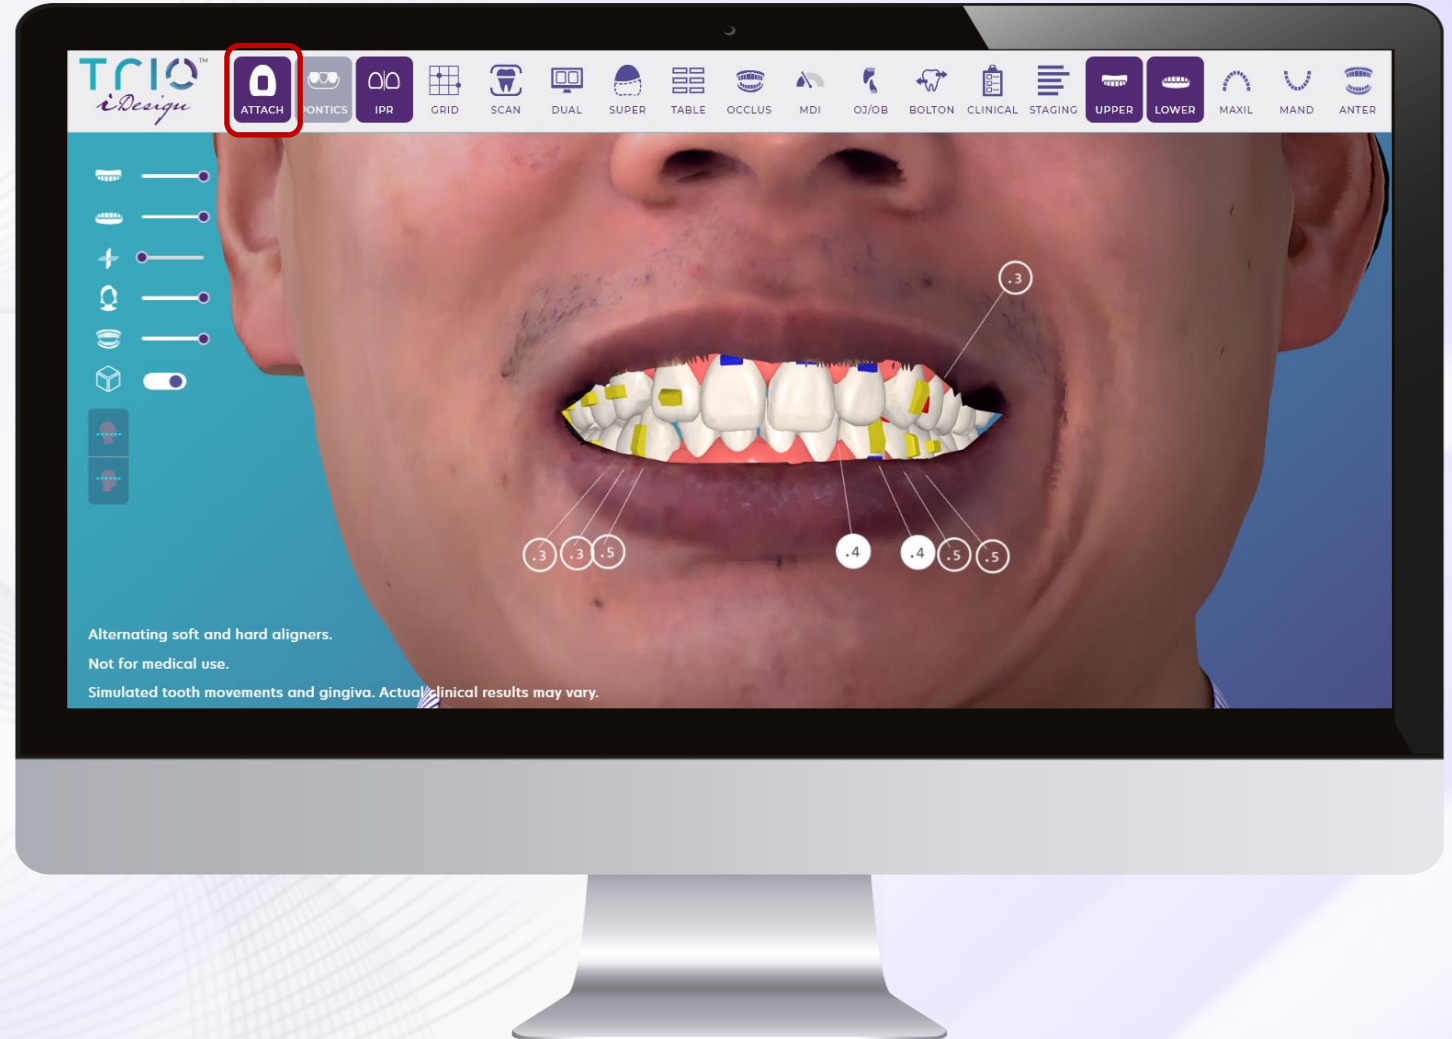 TRIO™
iDesign
ATTACH PONTICS IPR GRID SCAN DUAL SUPER TABLE OCCLUS MDI OJ/OB BOLTON CLINICAL STAGING UPPER LOWER MAXIL MAND ANTER
.3
.3 .3 .5 .4 .4 .5 .5
Alternating soft and hard aligners.
Not for medical use.
Simulated tooth movements and gingiva. Actual clinical results may vary.